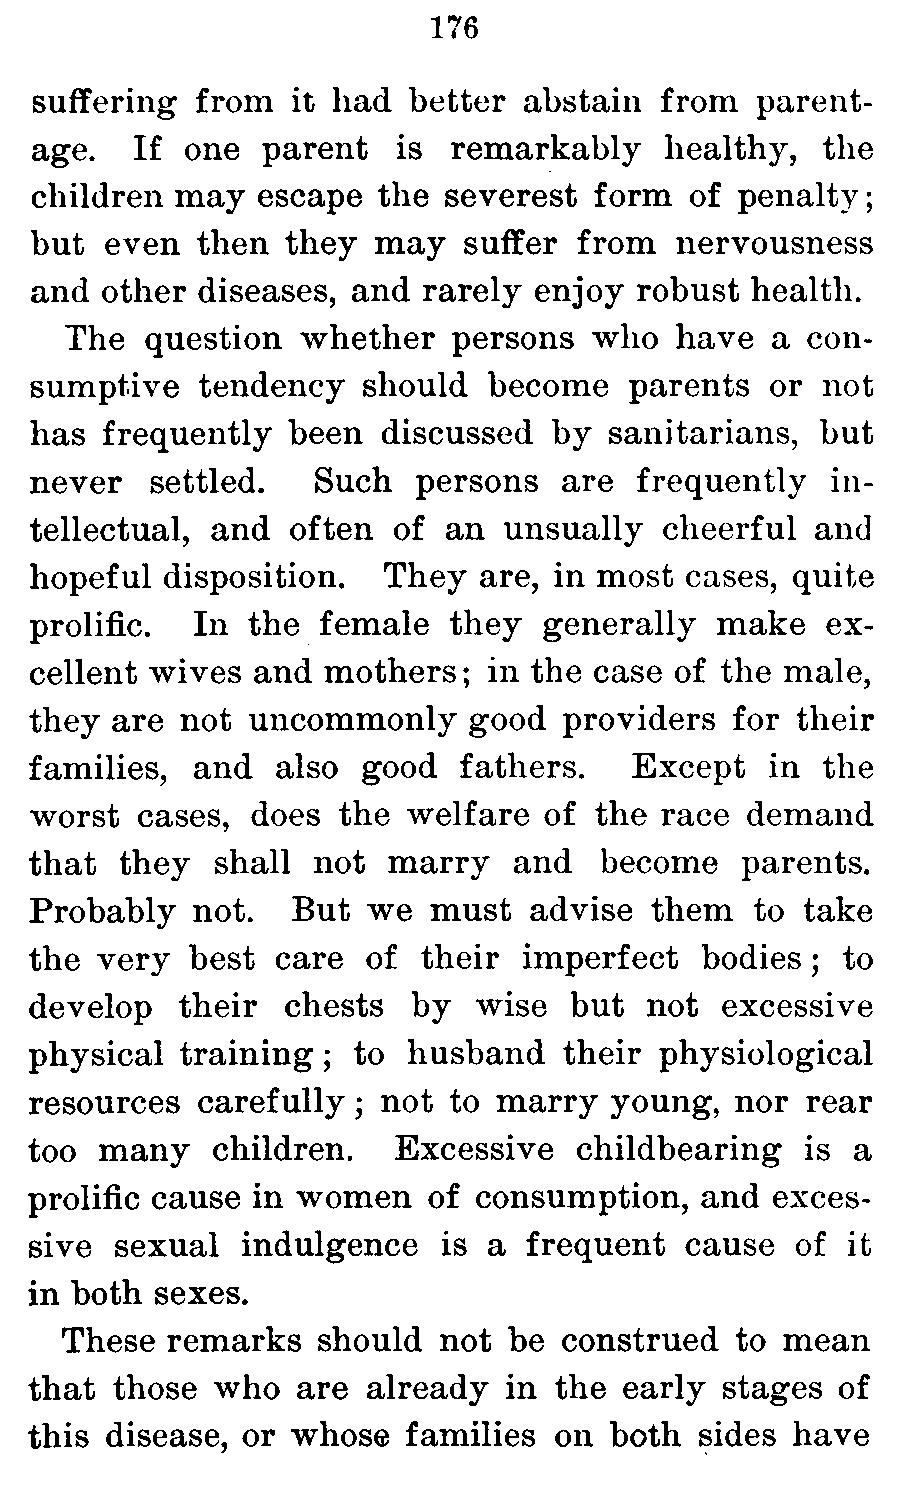 176
suffering from it had better abstain from parent-
age. If one parent is remarkably healthy, the
children may escape the severest form of penalty;
but even then they may suffer from nervousness
and other diseases, and rarely enjoy robust health.
The question whether persons who have a con-
sumptive tendency should become parents or not
has frequently been discussed by sanitarians, but
never settled. Such persons are frequently in-
tellectual, and often of an unsually cheerful and
hopeful disposition. They are, in most cases, quite
prolific. In the female they generally make ex-
cellent wives and mothers; in the case of the male,
they are not uncommonly good providers for their
families, and also good fathers. Except in the
worst cases, does the welfare of the race demand
that they shall not marry and become parents.
Probably not. But we must advise them to take
the very best care of their imperfect bodies; to
develop their chests by wise but not excessive
physical training; to husband their physiological
resources carefully; not to marry young, nor rear
too many children. Excessive childbearing is a
prolific cause in women of consumption, and exces-
sive sexual indulgence is a frequent cause of it
in both sexes.
These remarks should not be construed to mean
that those who are already in the early stages of
this disease, or whose families on both sides have